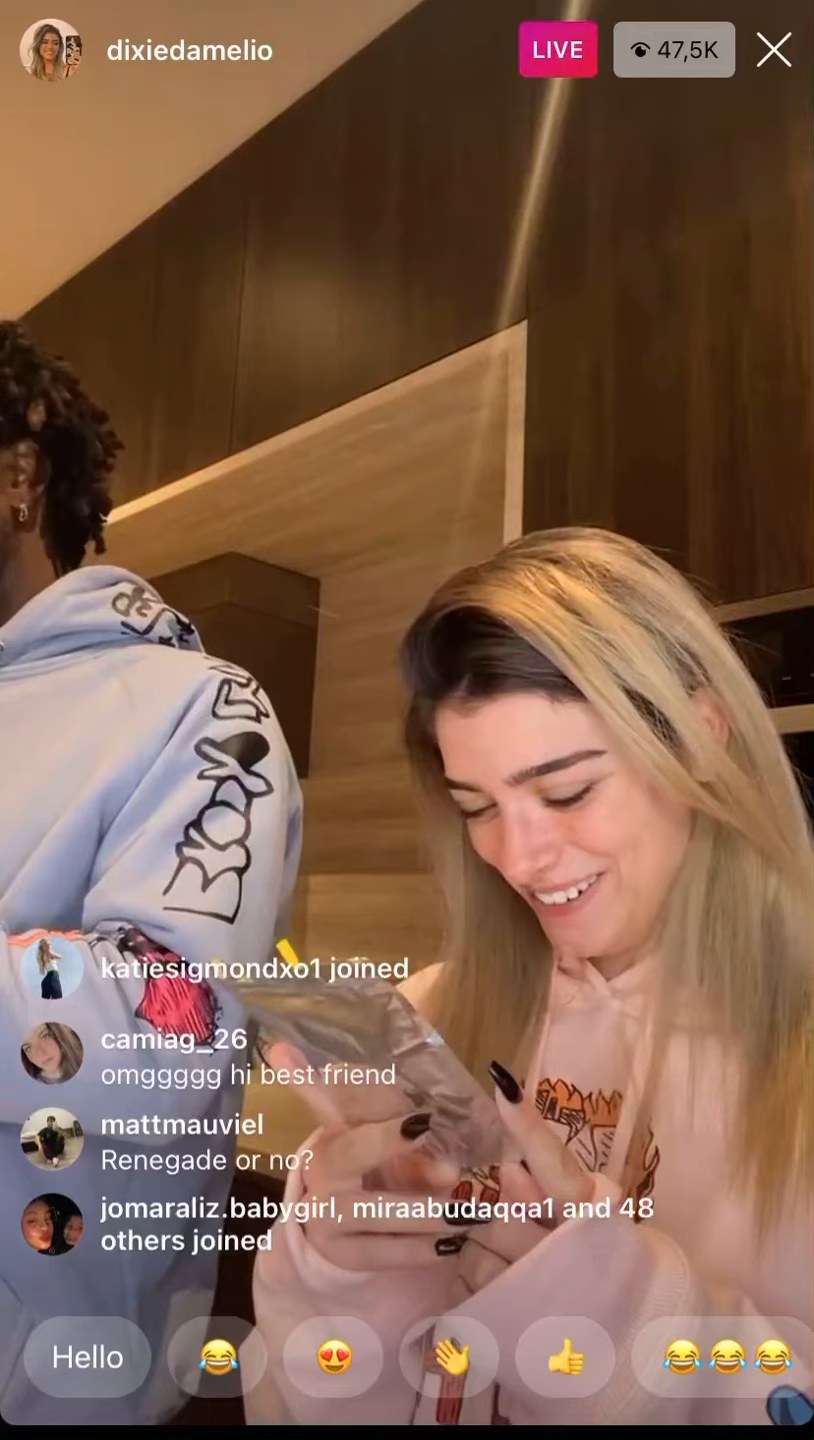 dixiedamelio
LIVE
47,5K
katiesigmondxo1 joined
camiag_26
omggggg hi best friend
mattmauviel
Renegade or no?
jomaraliz.babygirl, miraabudaqqa1 and 48
others joined
Hello